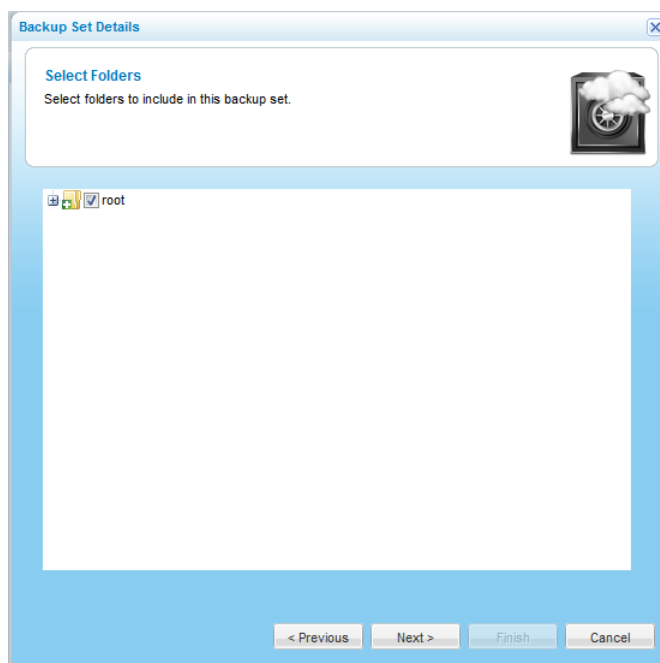 Backup Set Details
Select Folders
Select folders to include in this backup set.
root
< Previous Next > Finish Cancel